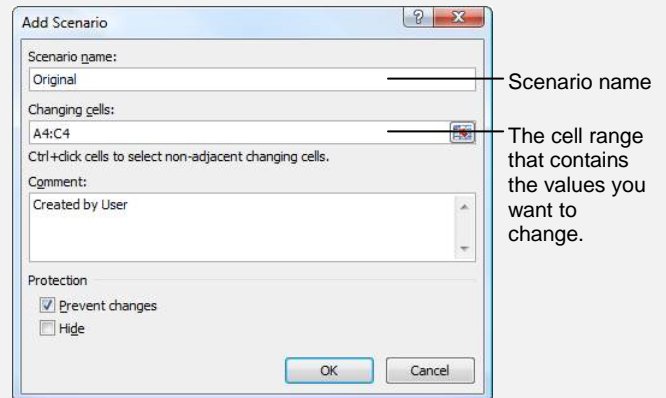 Add Scenario
Scenario name:
Original
Scenario name
Changing cells:
A4:C4
Ctrl+click cells to select non-adjacent changing cells.
The cell range
that contains
the values you
want to
change.
Comment:
Created by User
Protection
Prevent changes
Hide
OK
Cancel